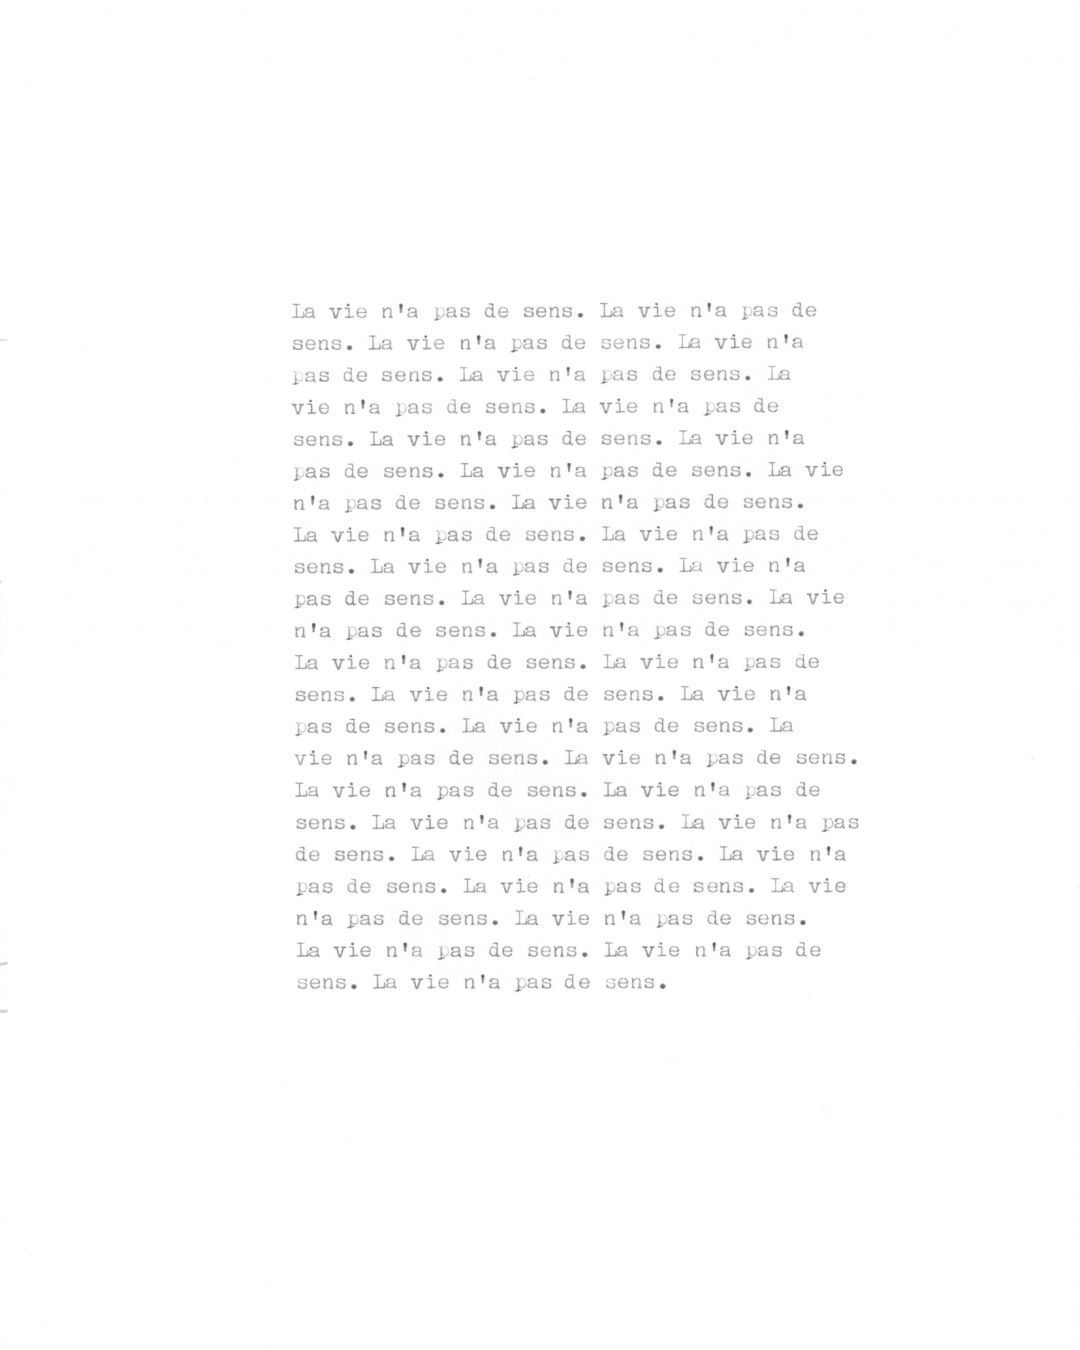 La vie n'a pas de sens. La vie n'a pas de
sens. La vie n'a pas de sens. La vie n'a
pas de sens. La vie n'a pas de sens. La
vie n'a pas de sens. La vie n'a pas de
sens. La vie n'a pas de sens. La vie n'a
pas de sens. La vie n'a pas de sens. La vie
n'a pas de sens. La vie n'a pas de sens.
La vie n'a pas de sens. La vie n'a pas de
sens. La vie n'a pas de sens. La vie n'a
pas de sens. La vie n'a pas de sens. La vie
n'a pas de sens. La vie n'a pas de sens.
La vie n'a pas de sens. La vie n'a pas de
sens. La vie n'a pas de sens. La vie n'a
pas de sens. La vie n'a pas de sens. La
vie n'a pas de sens. La vie n'a pas de sens.
La vie n'a pas de sens. La vie n'a pas de
sens. La vie n'a pas de sens. La vie n'a pas
de sens. La vie n'a pas de sens. La vie n'a
pas de sens. La vie n'a pas de sens. La vie
n'a pas de sens. La vie n'a pas de sens.
La vie n'a pas de sens. La vie n'a pas de
sens. La vie n'a pas de sens.